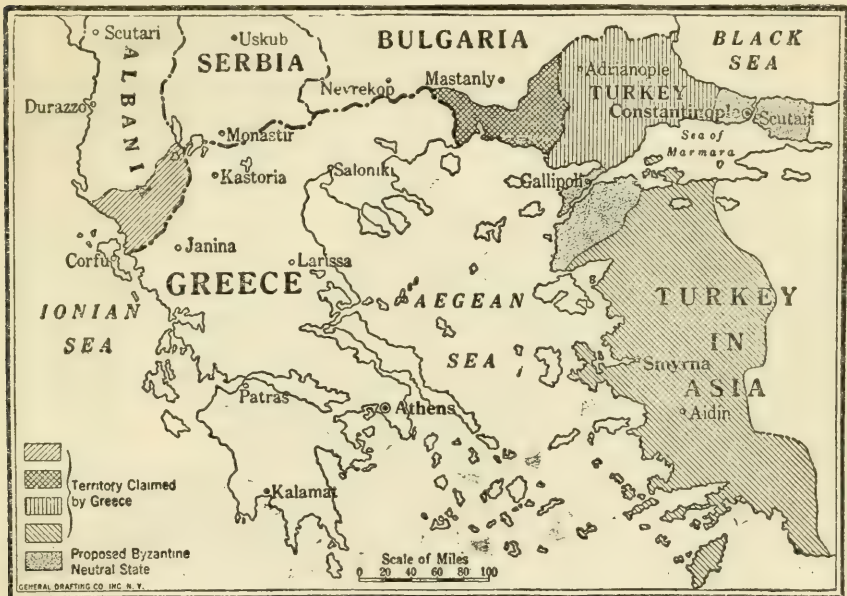 Scutari
Uskub
BULGARIA
BLACK
SEA
SERBIA
ALBANI
Nevrekop
Mastanly
Adrianople
TURKEY
Constantinople
Scutari
Durazzo
Monastir
Sea of
Marmara
Kastoria
Salonik
Gallipoli
Janina
Corfu
Larissa
GREECE
IONIAN
SEA
AEGEAN
SEA
TURKEY
IN
ASIA
Smyrna
Aidin
Patras
Athens
Kalamat
Territory Claimed
by Greece
Proposed Byzantine
Neutral State
Scale of Miles
0 20 40 60 80 100
GENERAL DRAFTING CO. INC. N. Y.